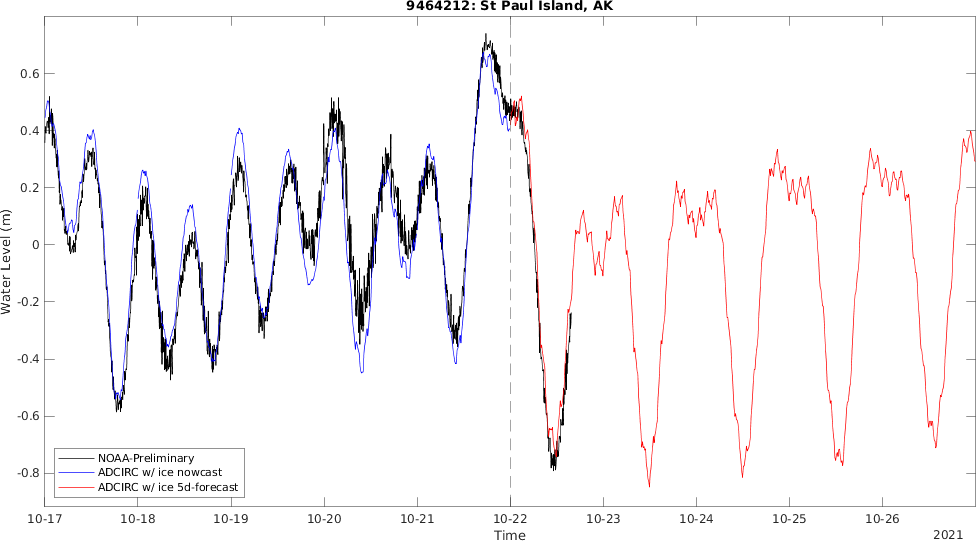 9464212: St Paul Island, AK
Water Level (m)
0.6
0.4
0.2
0
-0.2
-0.4
-0.6
-0.8
NOAA-Preliminary
ADCIRC w/ ice nowcast
ADCIRC w/ ice 5d-forecast
10-17 10-18 10-19 10-20 10-21 10-22 10-23 10-24 10-25 10-26
Time
2021